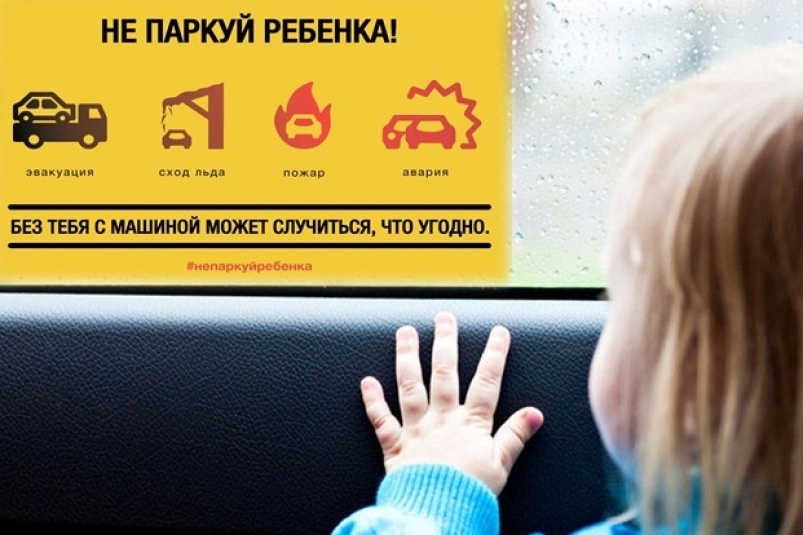 НЕ ПАРКУЙ РЕБЕНКА!
эвакуация сход льда пожар авария
БЕЗ ТЕБЯ С МАШИНОЙ МОЖЕТ СЛУЧИТЬСЯ, ЧТО УГОДНО.
#непаркуйребенка